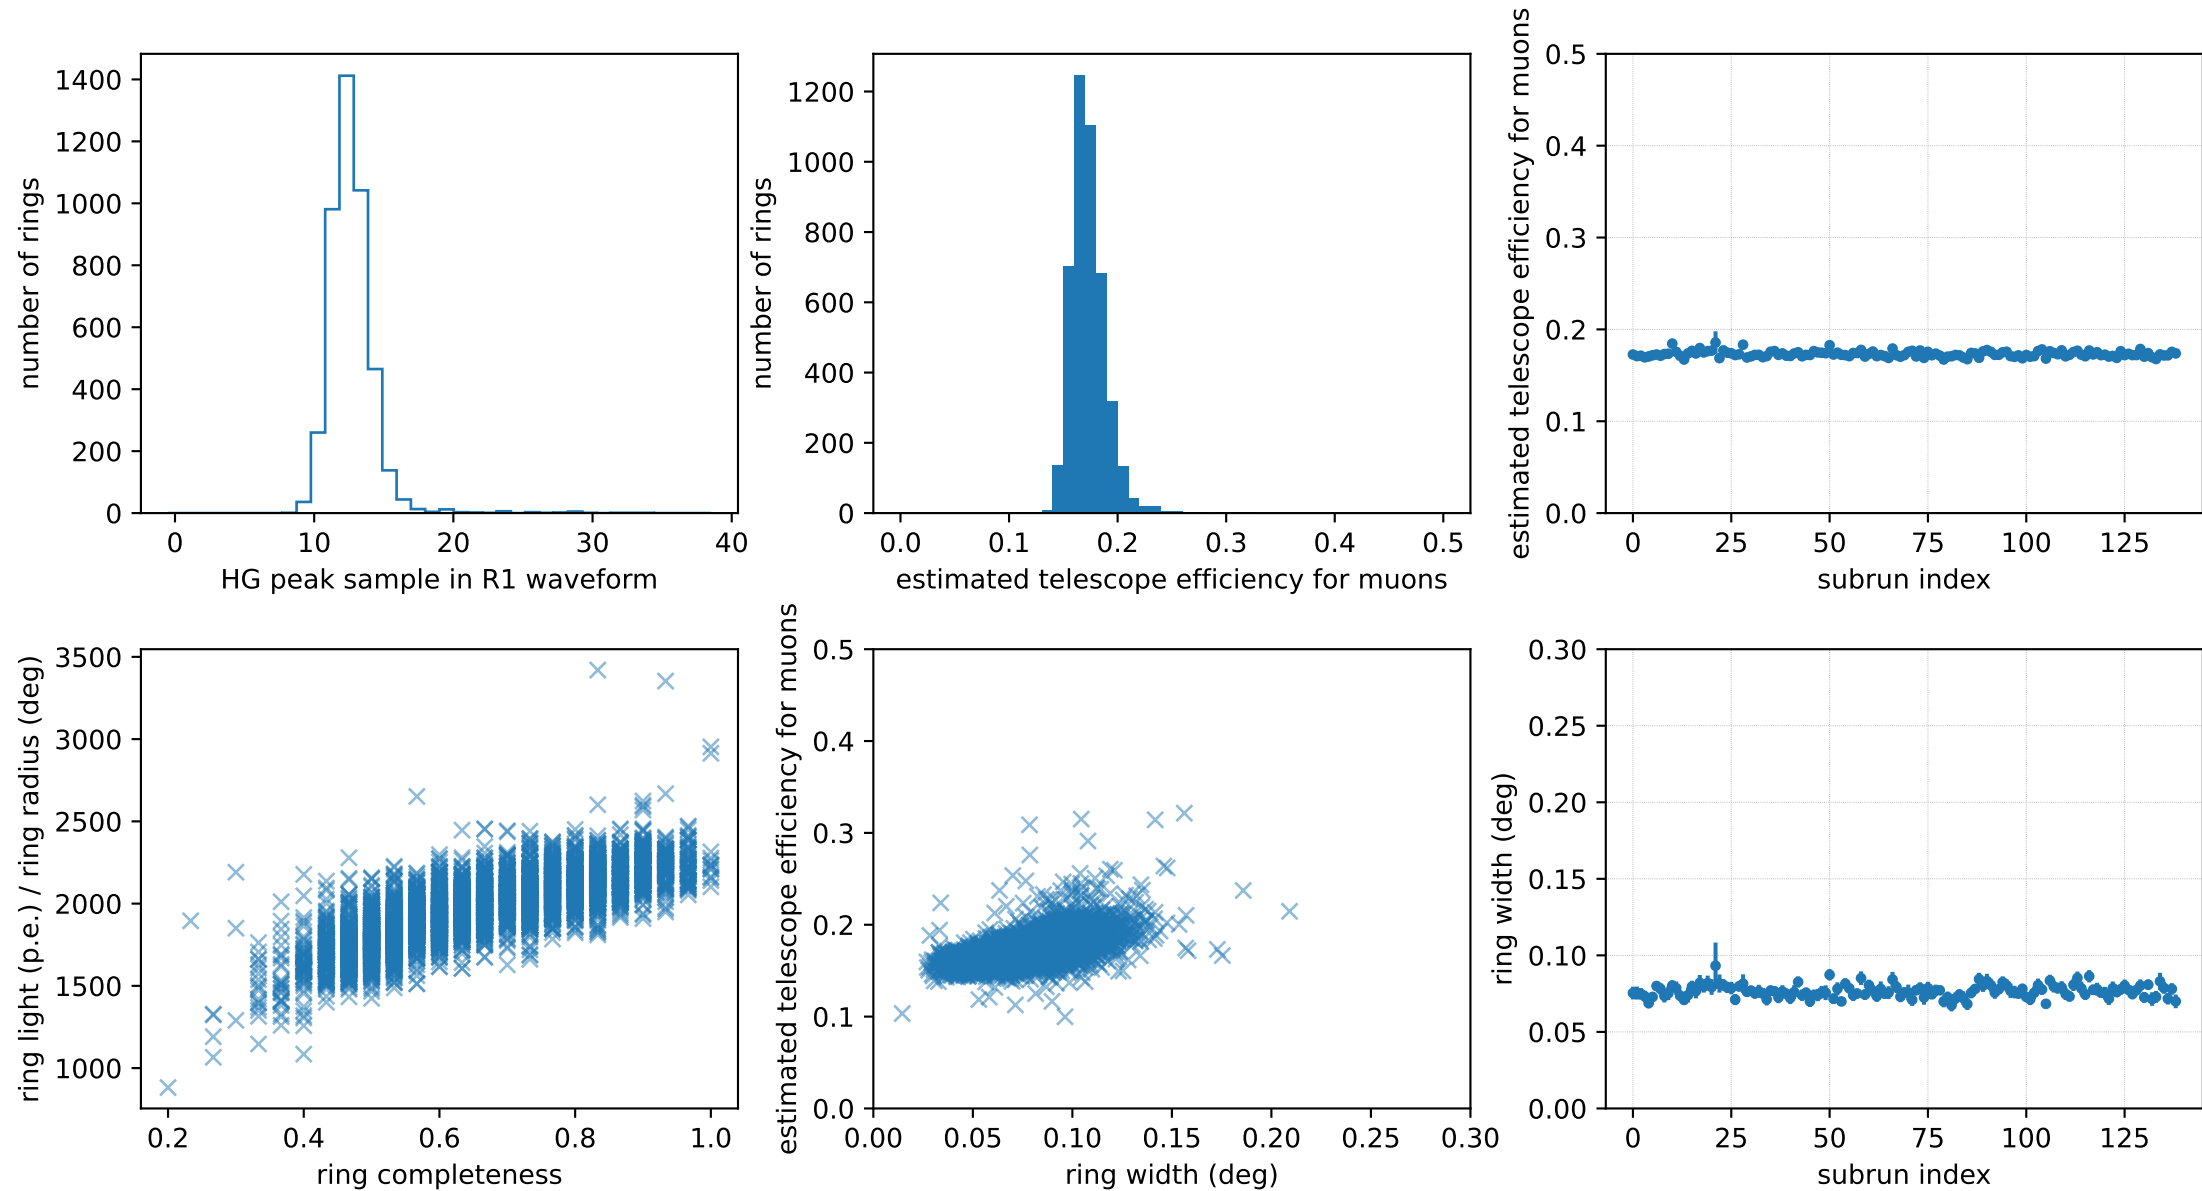 1400
1200
1000
800
600
400
200
0
number of rings
0 10 20 30 40
HG peak sample in R1 waveform
1200
1000
800
600
400
200
0
number of rings
0.0 0.1 0.2 0.3 0.4 0.5
estimated telescope efficiency for muons
0.5
0.4
0.3
0.2
0.1
0.0
estimated telescope efficiency for muons
0 25 50 75 100 125
subrun index
3500
3000
2500
2000
1500
1000
ring light (p.e.) / ring radius (deg)
0.2 0.4 0.6 0.8 1.0
ring completeness
0.5
0.4
0.3
0.2
0.1
0.0
estimated telescope efficiency for muons
0.00 0.05 0.10 0.15 0.20 0.25 0.30
ring width (deg)
0.30
0.25
0.20
0.15
0.10
0.05
0.00
ring width (deg)
0 25 50 75 100 125
subrun index